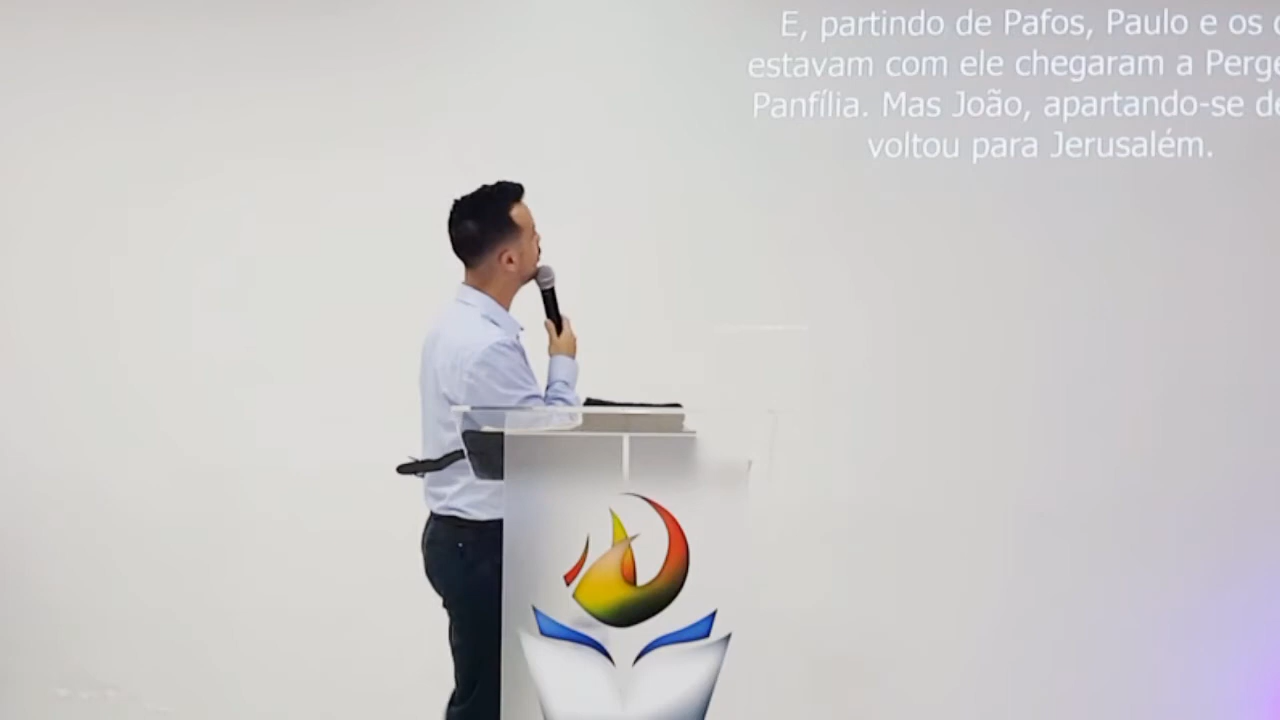 E, partindo de Pafos, Paulo e os
estavam com ele chegaram a Perge
Panfília. Mas João, apartando-se de
voltou para Jerusalém.